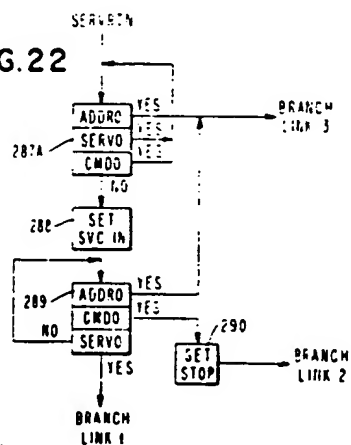 SERVRTN
G.22
ADDRO YES
BRANCH
LINK 3
287A
SERVO YES
CMDO YES
NO
288
SET
SVC IN
289
ADDRO YES
CMDO YES
NO
SERVO
YES
290
SET
STOP
BRANCH
LINK 2
BRANCH
LINK 1